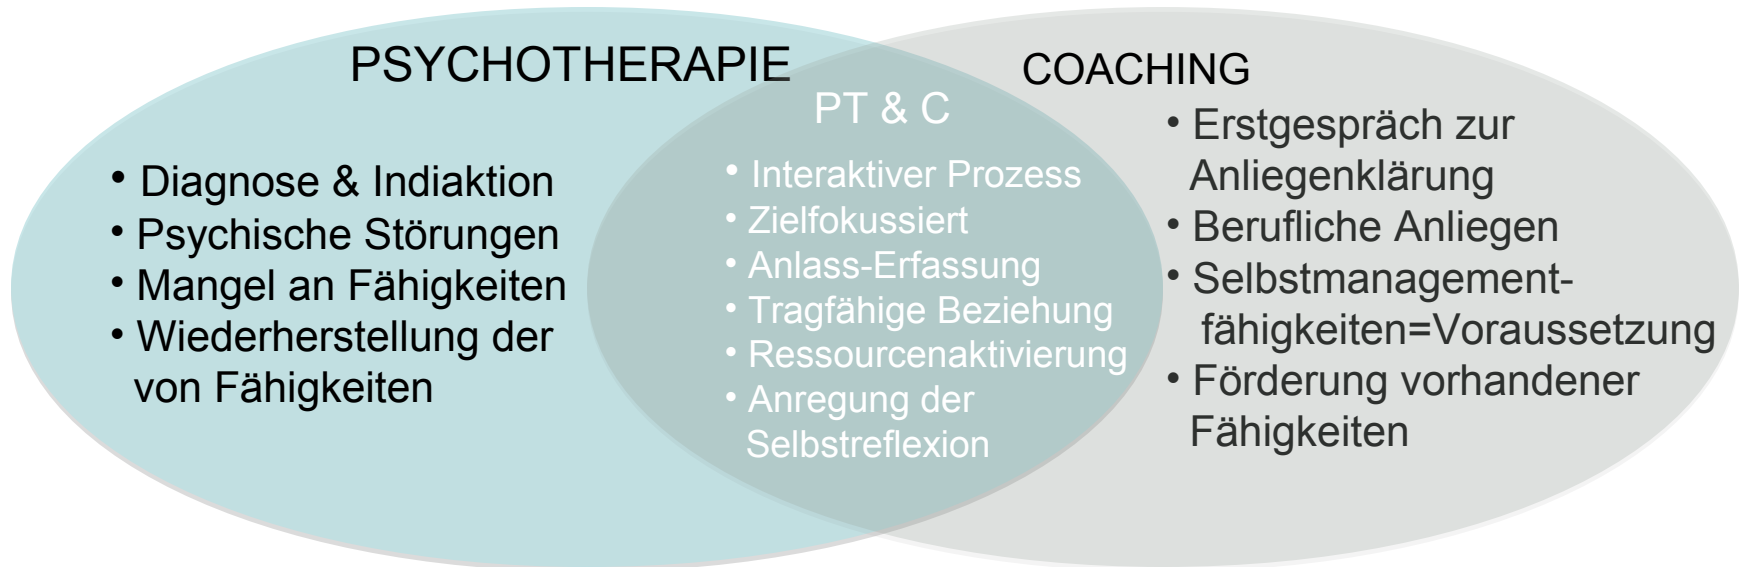 PSYCHOTHERAPIE
• Diagnose & Indiaktion
• Psychische Störungen
• Mangel an Fähigkeiten
• Wiederherstellung der
von Fähigkeiten
PT & C
• Interaktiver Prozess
• Zielfokussiert
• Anlass-Erfassung
• Tragfähige Beziehung
• Ressourcenaktivierung
• Anregung der
Selbstreflexion
COACHING
• Erstgespräch zur
Anliegenklärung
• Berufliche Anliegen
• Selbstmanagement-
fähigkeiten=Voraussetzung
• Förderung vorhandener
Fähigkeiten